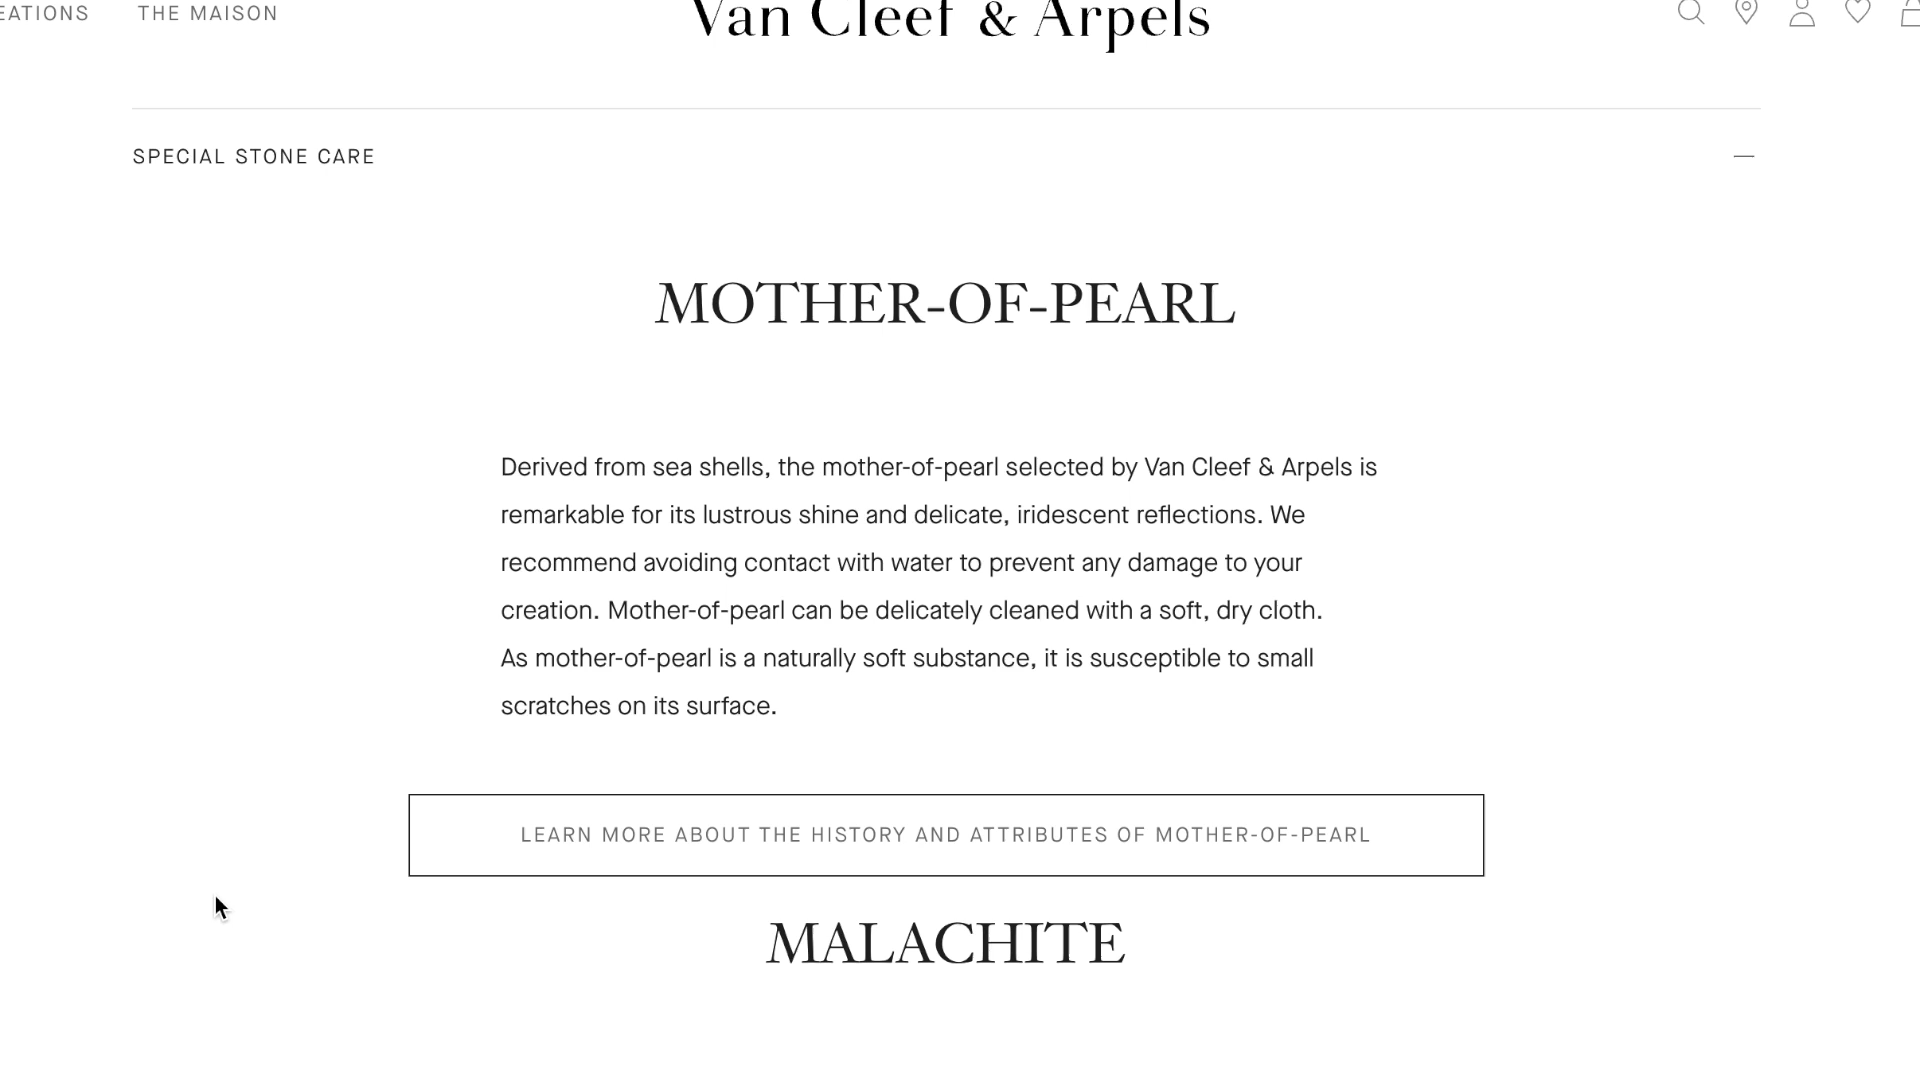 EATIONS THE MAISON Van Cleef & Arpels
SPECIAL STONE CARE
MOTHER-OF-PEARL
Derived from sea shells, the mother-of-pearl selected by Van Cleef & Arpels is
remarkable for its lustrous shine and delicate, iridescent reflections. We
recommend avoiding contact with water to prevent any damage to your
creation. Mother-of-pearl can be delicately cleaned with a soft, dry cloth.
As mother-of-pearl is a naturally soft substance, it is susceptible to small
scratches on its surface.
LEARN MORE ABOUT THE HISTORY AND ATTRIBUTES OF MOTHER-OF-PEARL
MALACHITE